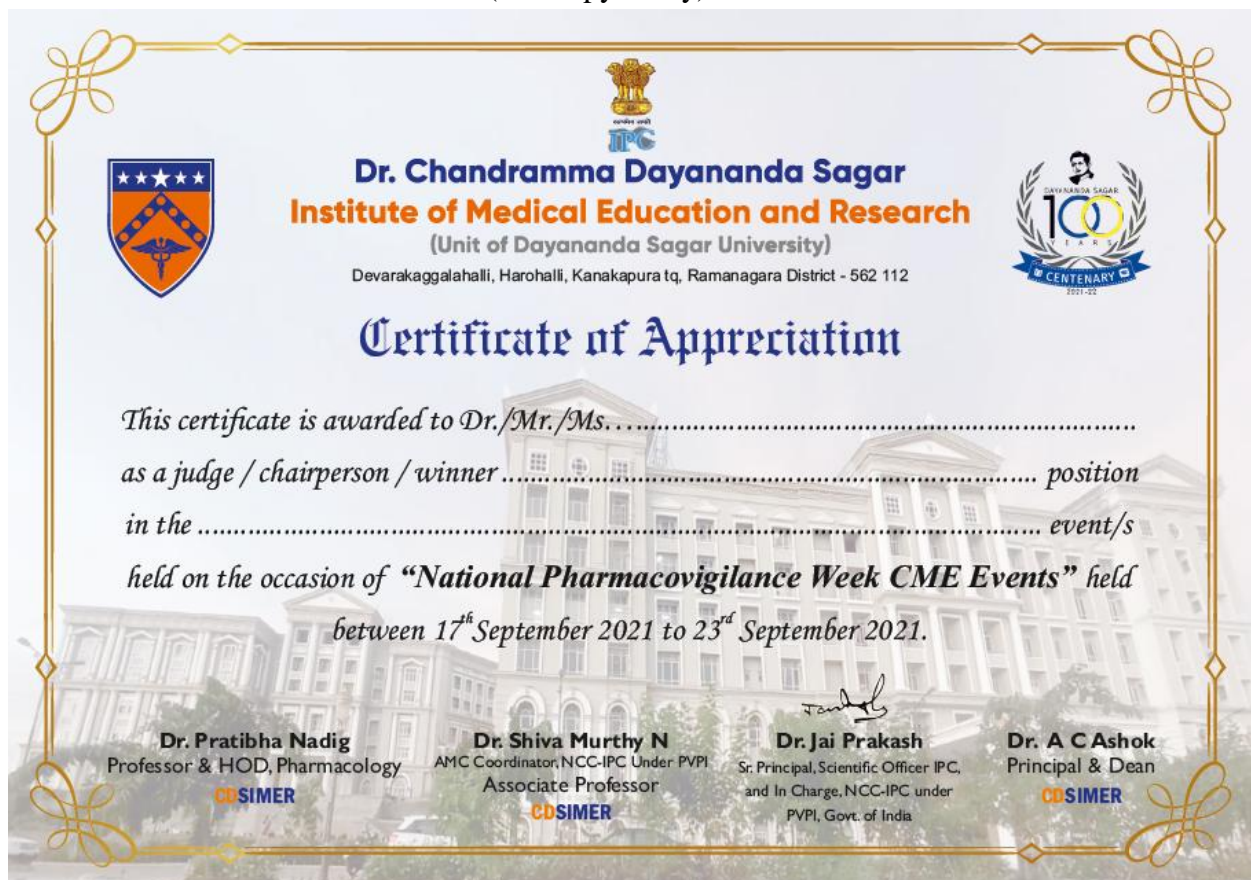 IPC
Dr. Chandramma Dayananda Sagar
Institute of Medical Education and Research
(Unit of Dayananda Sagar University)
Devarakaggalahalli, Harohalli, Kanakapura tq, Ramanagara District - 562 112
DAYANANDA SAGAR
100
YEARS
CENTENARY
2021-22
Certificate of Appreciation
This certificate is awarded to Dr./Mr./Ms.......................................................................................
as a judge / chairperson / winner ..................................................................................... position
in the ....................................................................................................................................... event/s
held on the occasion of “National Pharmacovigilance Week CME Events” held
between 17th September 2021 to 23rd September 2021.
Dr. Pratibha Nadig
Professor & HOD, Pharmacology
CDSIMER
Dr. Shiva Murthy N
AMC Coordinator, NCC-IPC Under PVPI
Associate Professor
CDSIMER
Dr. Jai Prakash
Sr. Principal, Scientific Officer IPC,
and In Charge, NCC-IPC under
PVPI, Govt. of India
Dr. A C Ashok
Principal & Dean
CDSIMER